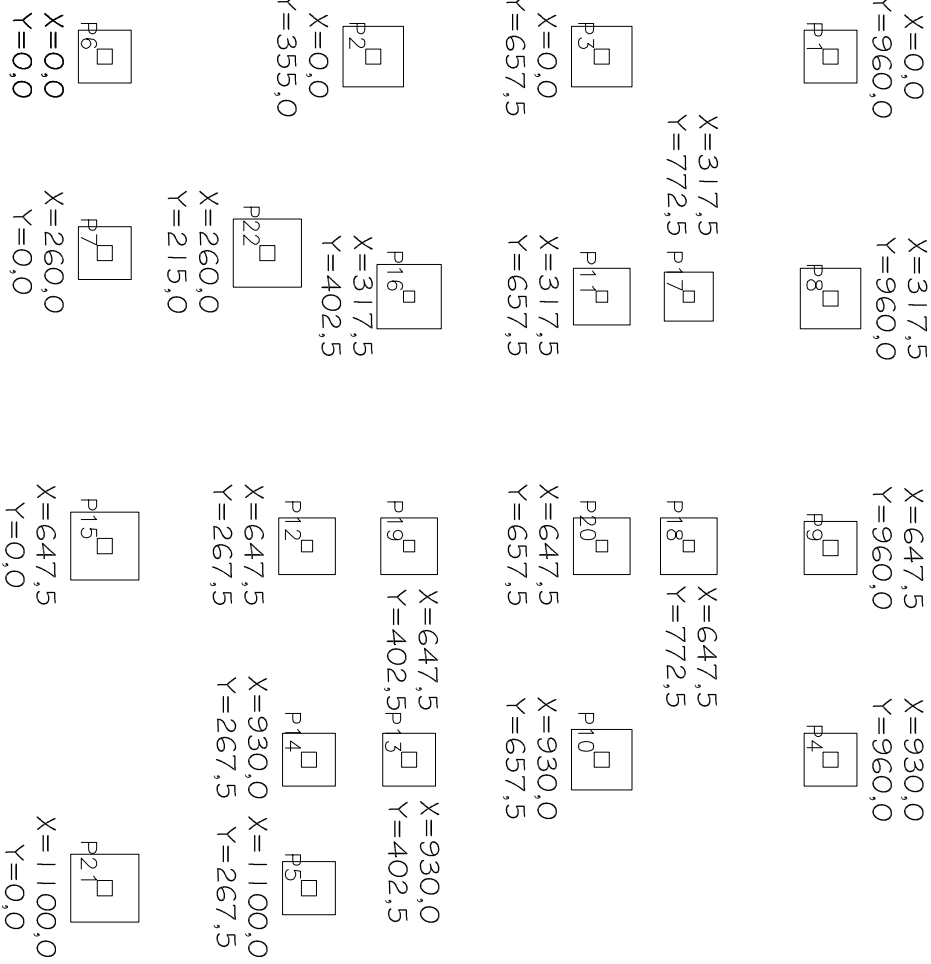 X=0,0
Y=960,0
P1
X=317,5
Y=960,0
P8
X=647,5
Y=960,0
P9
X=930,0
Y=960,0
P4
X=317,5
Y=772,5
P17
P18
X=647,5
Y=772,5
P3
X=0,0
Y=657,5
P11
X=317,5
Y=657,5
P20
X=647,5
Y=657,5
P10
X=930,0
Y=657,5
P16
X=317,5
Y=402,5
P19
X=647,5
Y=402,5
P13
X=930,0
Y=402,5
P2
X=0,0
Y=355,0
P12
X=647,5
Y=267,5
P14
X=930,0
Y=267,5
P5
X=1100,0
Y=267,5
P22
X=260,0
Y=215,0
P6
X=0,0
Y=0,0
P7
X=260,0
Y=0,0
P15
X=647,5
Y=0,0
P21
X=1100,0
Y=0,0